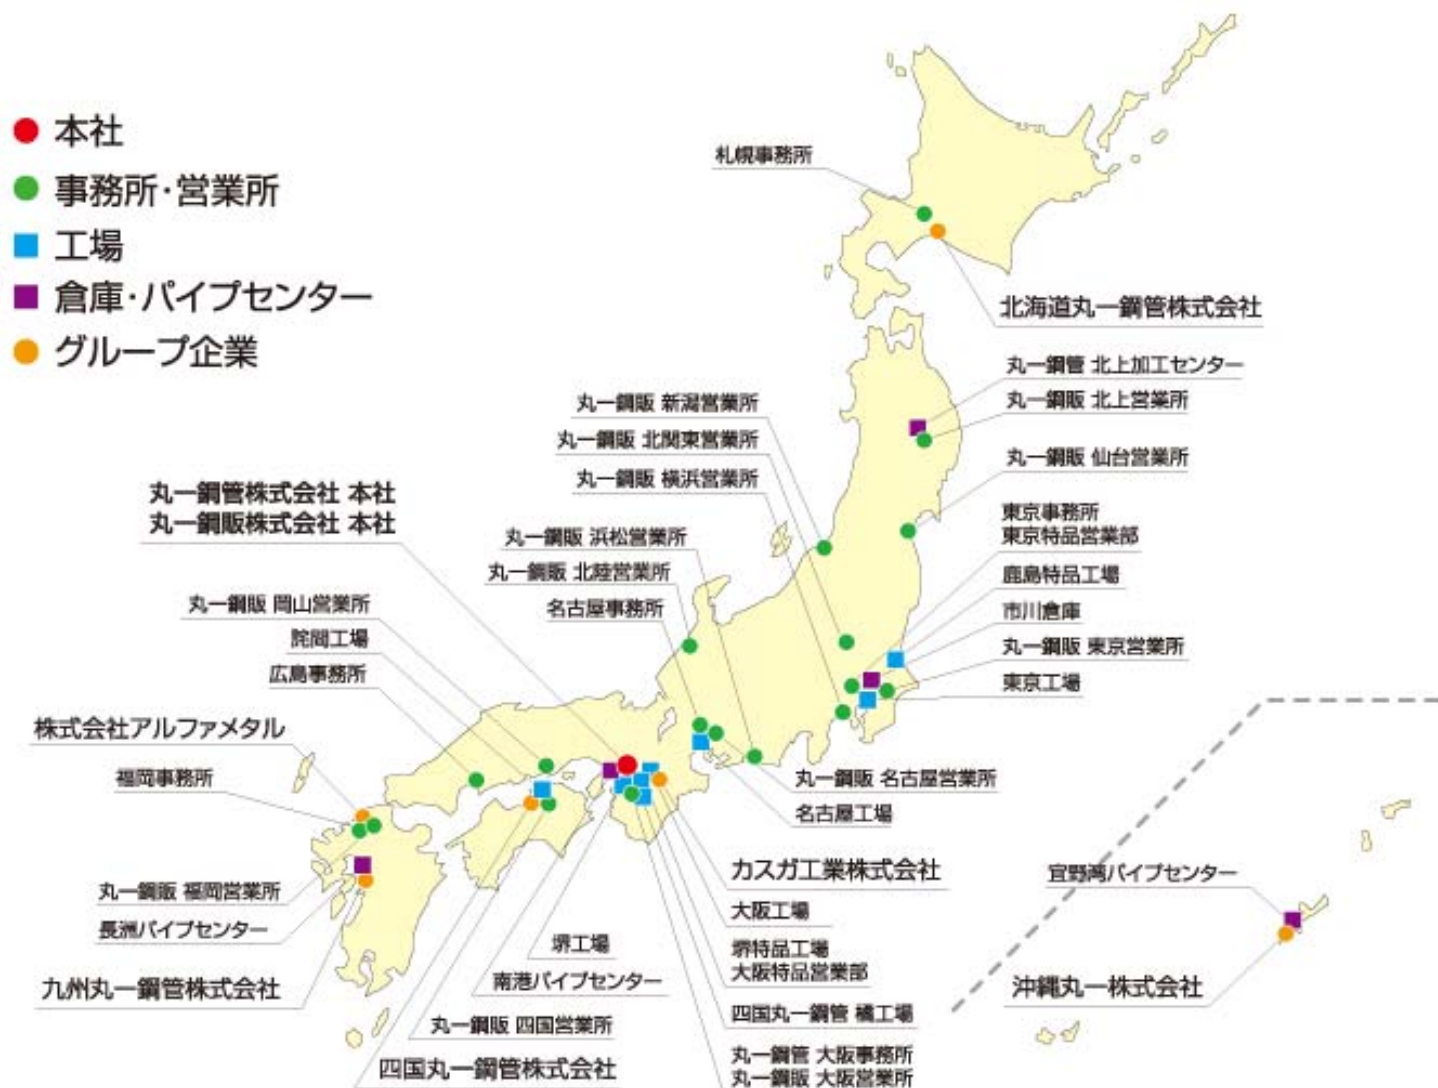 本社
事務所・営業所
工場
倉庫・パイプセンター
グループ企業
札幌事務所
北海道丸一鋼管株式会社
丸一鋼管 北上加工センター
丸一鋼販 北上営業所
丸一鋼販 仙台営業所
東京事務所
東京特品営業部
鹿島特品工場
市川倉庫
丸一鋼販 東京営業所
東京工場
丸一鋼販 新潟営業所
丸一鋼販 北関東営業所
丸一鋼販 横浜営業所
丸一鋼管株式会社 本社
丸一鋼販株式会社 本社
丸一鋼販 浜松営業所
丸一鋼販 北陸営業所
名古屋事務所
丸一鋼販 岡山営業所
詫間工場
広島事務所
株式会社アルファメタル
福岡事務所
丸一鋼販 福岡営業所
長洲パイプセンター
九州丸一鋼管株式会社
丸一鋼販 名古屋営業所
名古屋工場
カスガ工業株式会社
大阪工場
堺特品工場
大阪特品営業部
四国丸一鋼管 橘工場
丸一鋼管 大阪事務所
丸一鋼販 大阪営業所
堺工場
南港パイプセンター
丸一鋼販 四国営業所
四国丸一鋼管株式会社
宜野湾パイプセンター
沖縄丸一株式会社